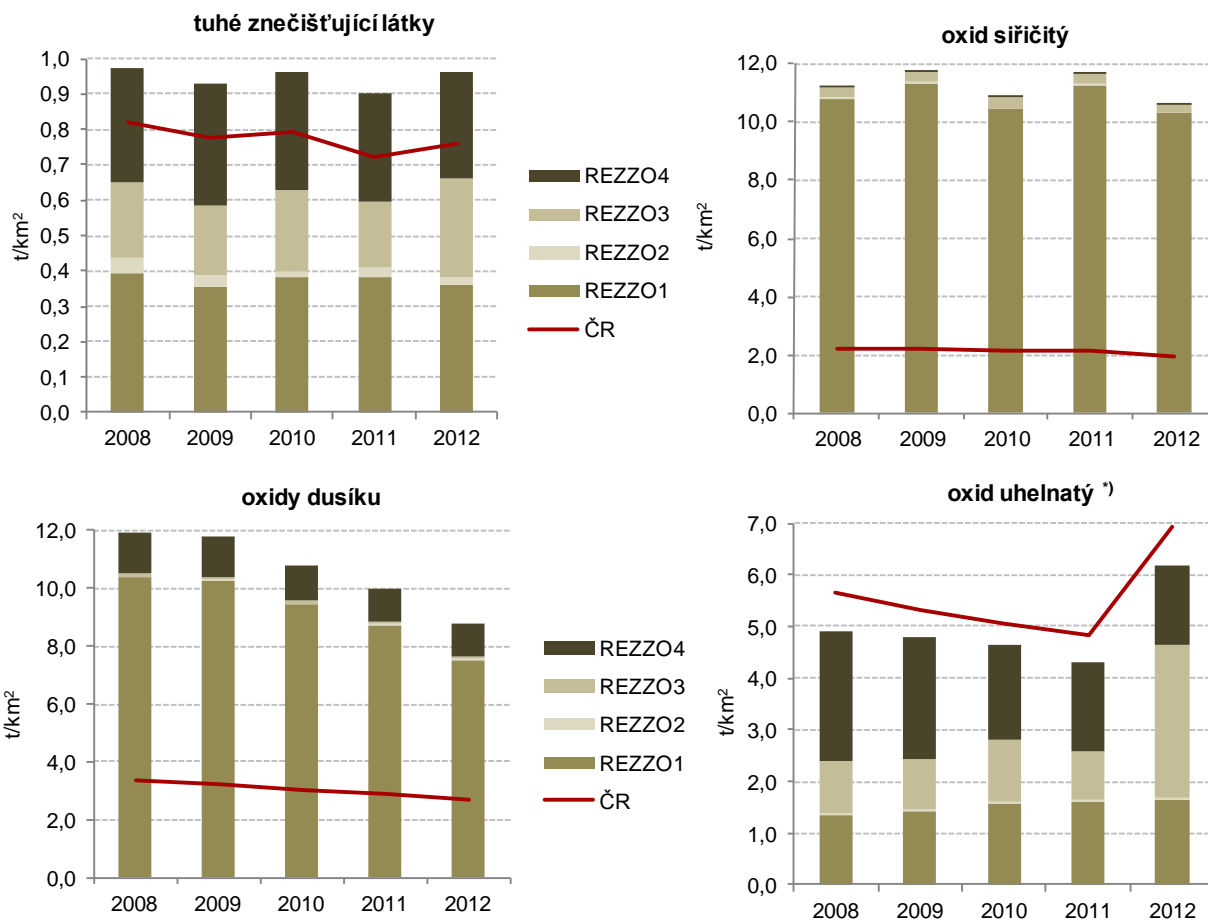 tuhé znečišťující látky
t/km²
1,0
0,9
0,8
0,7
0,6
0,5
0,4
0,3
0,2
0,1
0,0
2008 2009 2010 2011 2012
REZZO4
REZZO3
REZZO2
REZZO1
ČR
oxid siřičitý
t/km²
12,0
10,0
8,0
6,0
4,0
2,0
0,0
2008 2009 2010 2011 2012
oxidy dusíku
t/km²
12,0
10,0
8,0
6,0
4,0
2,0
0,0
2008 2009 2010 2011 2012
REZZO4
REZZO3
REZZO2
REZZO1
ČR
oxid uhelnatý *)
t/km²
7,0
6,0
5,0
4,0
3,0
2,0
1,0
0,0
2008 2009 2010 2011 2012